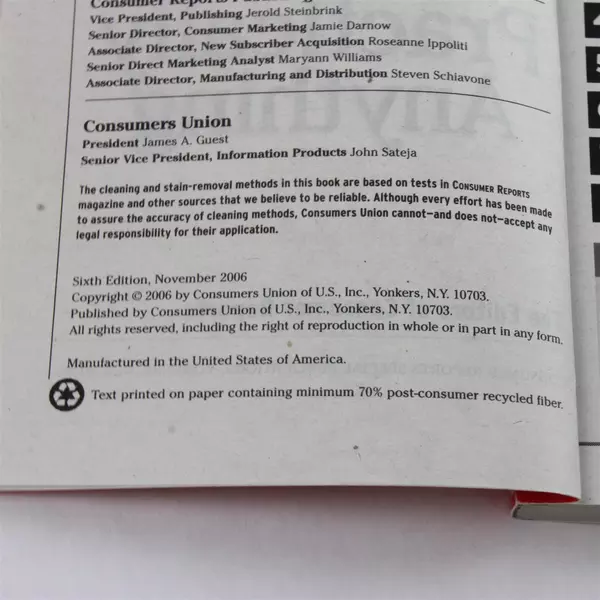 Vice President, Publishing Jerold Steinbrink
Senior Director, Consumer Marketing Jamie Darnow
Associate Director, New Subscriber Acquisition Roseanne Ippoliti
Senior Direct Marketing Analyst Maryann Williams
Associate Director, Manufacturing and Distribution Steven Schiavone
Consumers Union
President James A. Guest
Senior Vice President, Information Products John Sateja
The cleaning and stain-removal methods in this book are based on tests in CONSUMER REPORTS
magazine and other sources that we believe to be reliable. Although every effort has been made
to assure the accuracy of cleaning methods, Consumers Union cannot—and does not—accept any
legal responsibility for their application.
Sixth Edition, November 2006
Copyright © 2006 by Consumers Union of U.S., Inc., Yonkers, N.Y. 10703.
Published by Consumers Union of U.S., Inc., Yonkers, N.Y. 10703.
All rights reserved, including the right of reproduction in whole or in part in any form.
Manufactured in the United States of America.
Text printed on paper containing minimum 70% post-consumer recycled fiber.